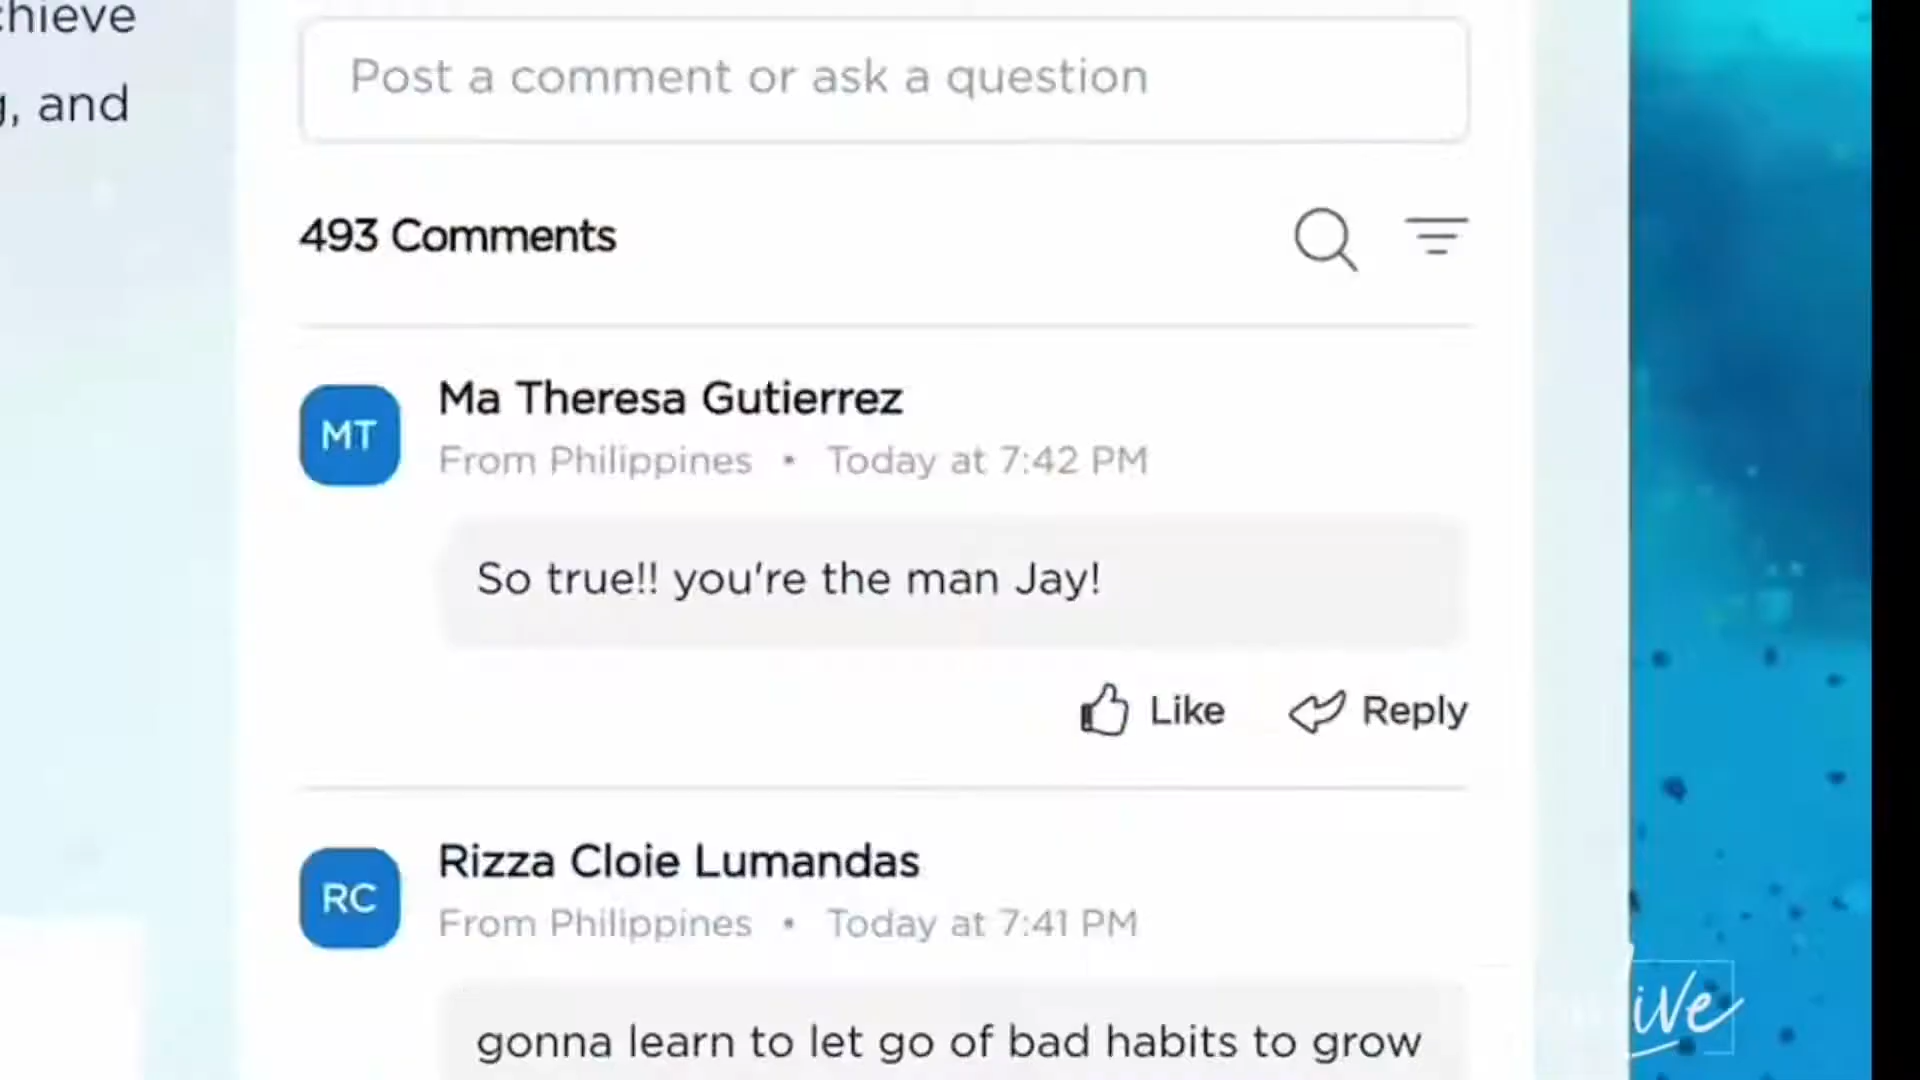 chieve
g, and
Post a comment or ask a question
493 Comments
MT
Ma Theresa Gutierrez
From Philippines • Today at 7:42 PM
So true!! you're the man Jay!
Like Reply
RC
Rizza Cloie Lumandas
From Philippines • Today at 7:41 PM
gonna learn to let go of bad habits to grow
ive